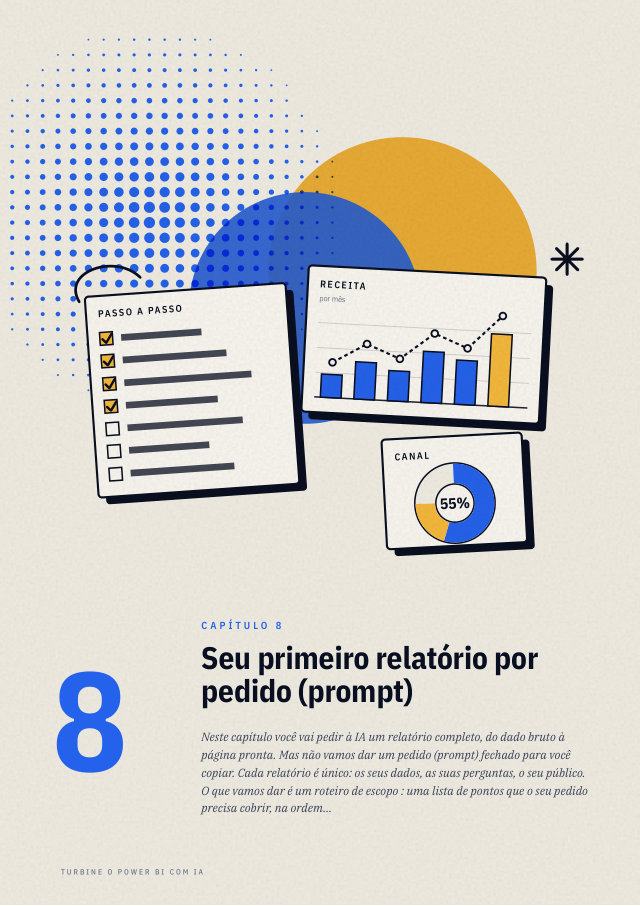 PASSO A PASSO
RECEITA
por mês
CANAL
55%
CAPÍTULO 8
8
Seu primeiro relatório por
pedido (prompt)
Neste capítulo você vai pedir à IA um relatório completo, do dado bruto à
página pronta. Mas não vamos dar um pedido (prompt) fechado para você
copiar. Cada relatório é único: os seus dados, as suas perguntas, o seu público.
O que vamos dar é um roteiro de escopo : uma lista de pontos que o seu pedido
precisa cobrir, na ordem...
TURBINE O POWER BI COM IA